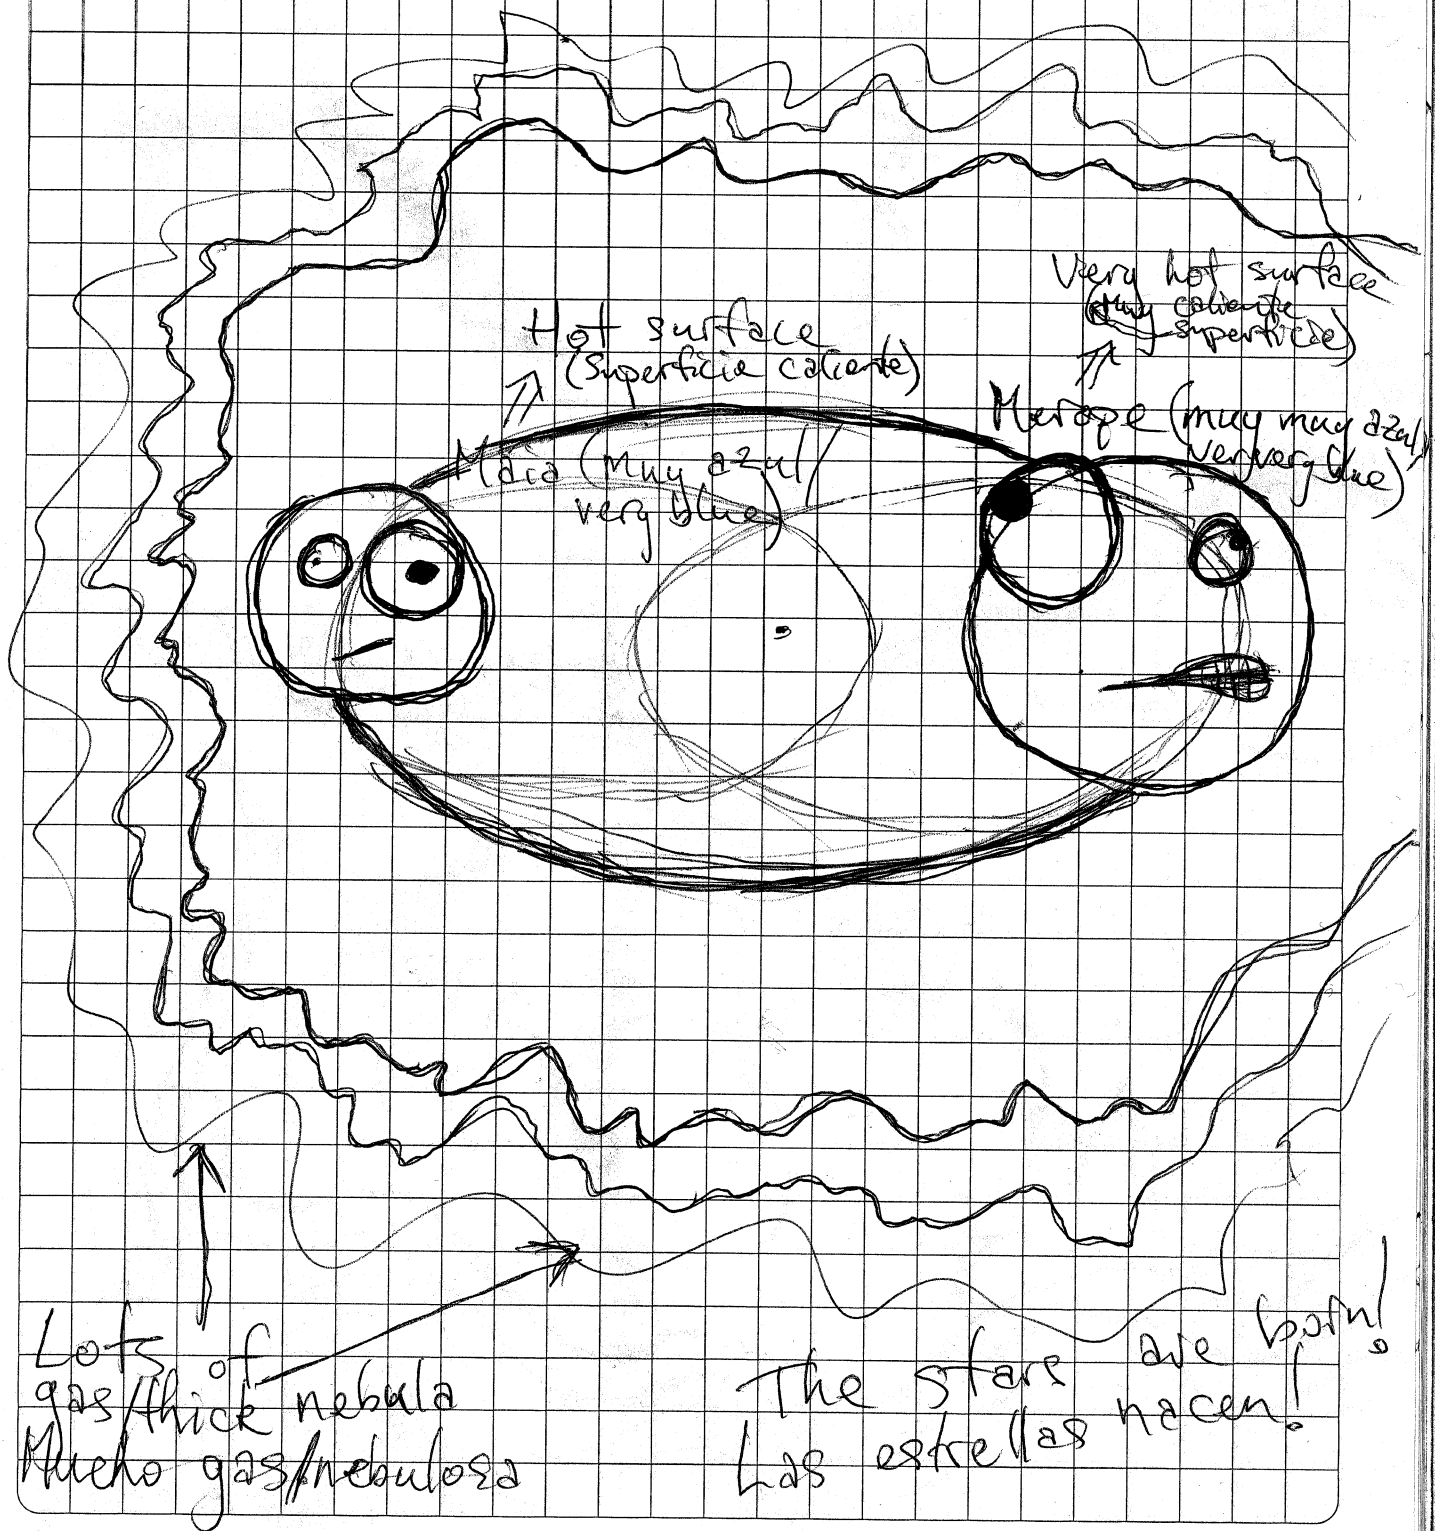 Very hot surface
(Muy caliente
superficie)
Hot surface
(Superficie caliente)
Merope (muy muy azul/
very very blue)
Maia (muy azul/
very blue)
Lots of
gas/thick nebula
Mucho gas/nebulosa
The stars are born!
Las estrellas nacen!